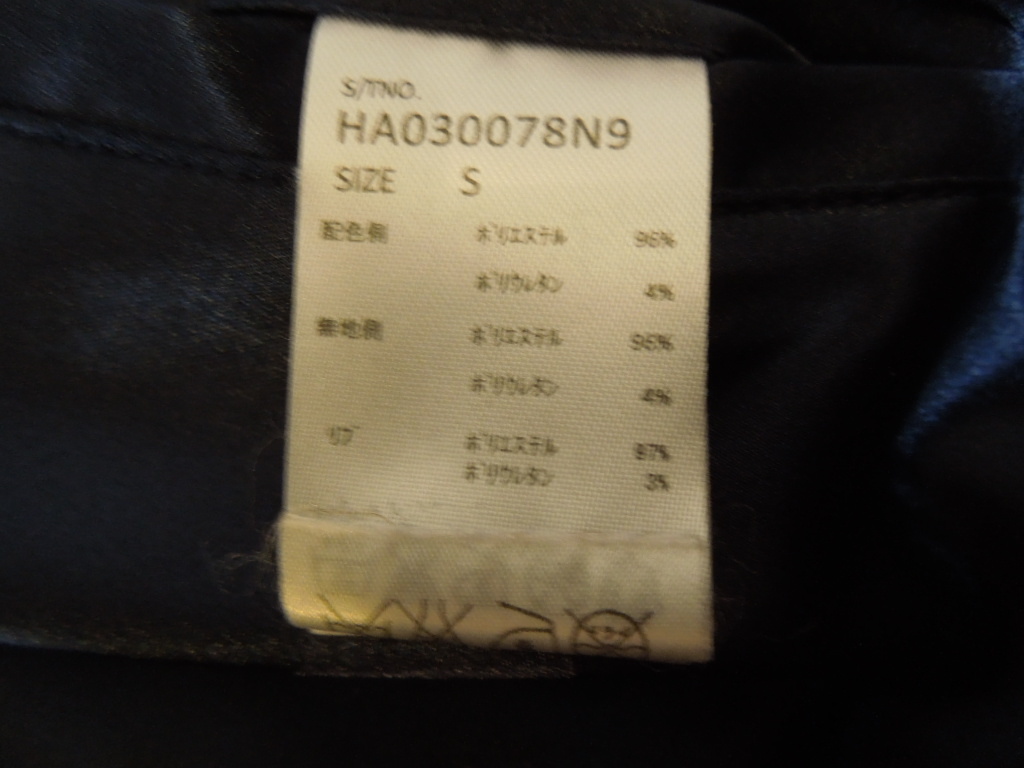 S/TNO.
HA030078N9
SIZE S
配色側 ﾎﾟﾘｴｽﾃﾙ 96%
ﾎﾟﾘｳﾚﾀﾝ 4%
無地側 ﾎﾟﾘｴｽﾃﾙ 96%
ﾎﾟﾘｳﾚﾀﾝ 4%
ﾘﾌﾞ ﾎﾟﾘｴｽﾃﾙ 97%
ﾎﾟﾘｳﾚﾀﾝ 3%